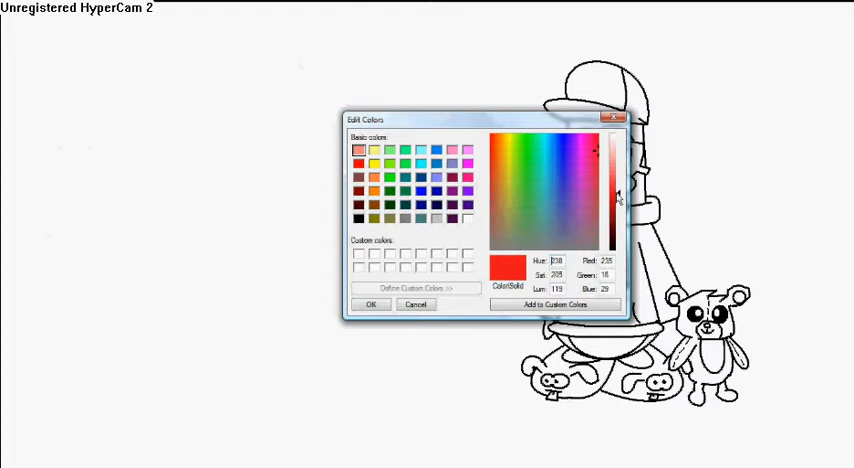 Unregistered HyperCam 2
Edit Colors
Basic colors:
Custom colors:
Define Custom Colors >>
OK
Cancel
Hue: 238
Red: 235
Sat: 205
Green: 18
Color|Solid
Lum: 119
Blue: 29
Add to Custom Colors